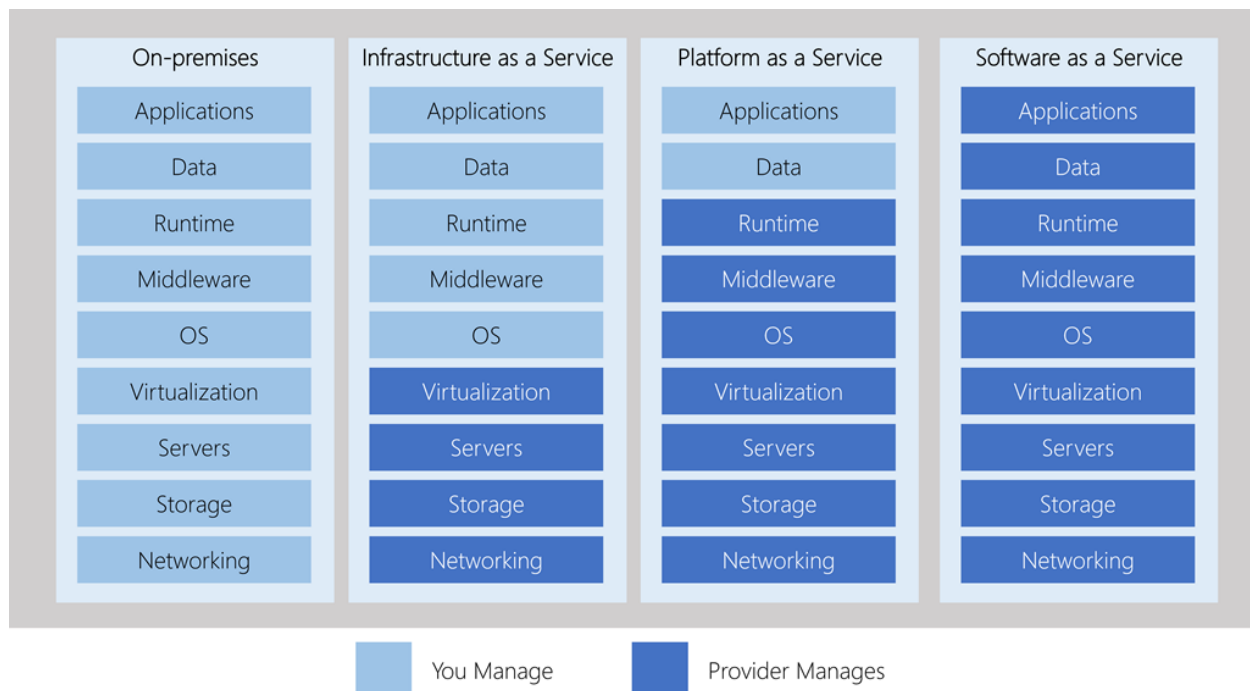 On-premises
Applications
Data
Runtime
Middleware
OS
Virtualization
Servers
Storage
Networking
Infrastructure as a Service
Applications
Data
Runtime
Middleware
OS
Virtualization
Servers
Storage
Networking
Platform as a Service
Applications
Data
Runtime
Middleware
OS
Virtualization
Servers
Storage
Networking
Software as a Service
Applications
Data
Runtime
Middleware
OS
Virtualization
Servers
Storage
Networking
You Manage
Provider Manages